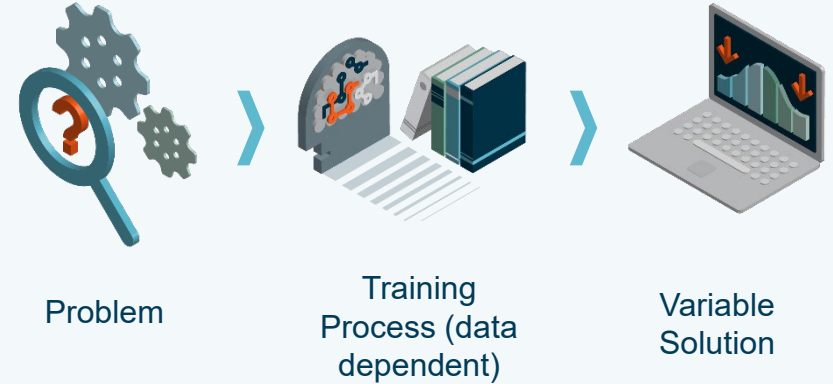 Problem
Training
Process (data
dependent)
Variable
Solution